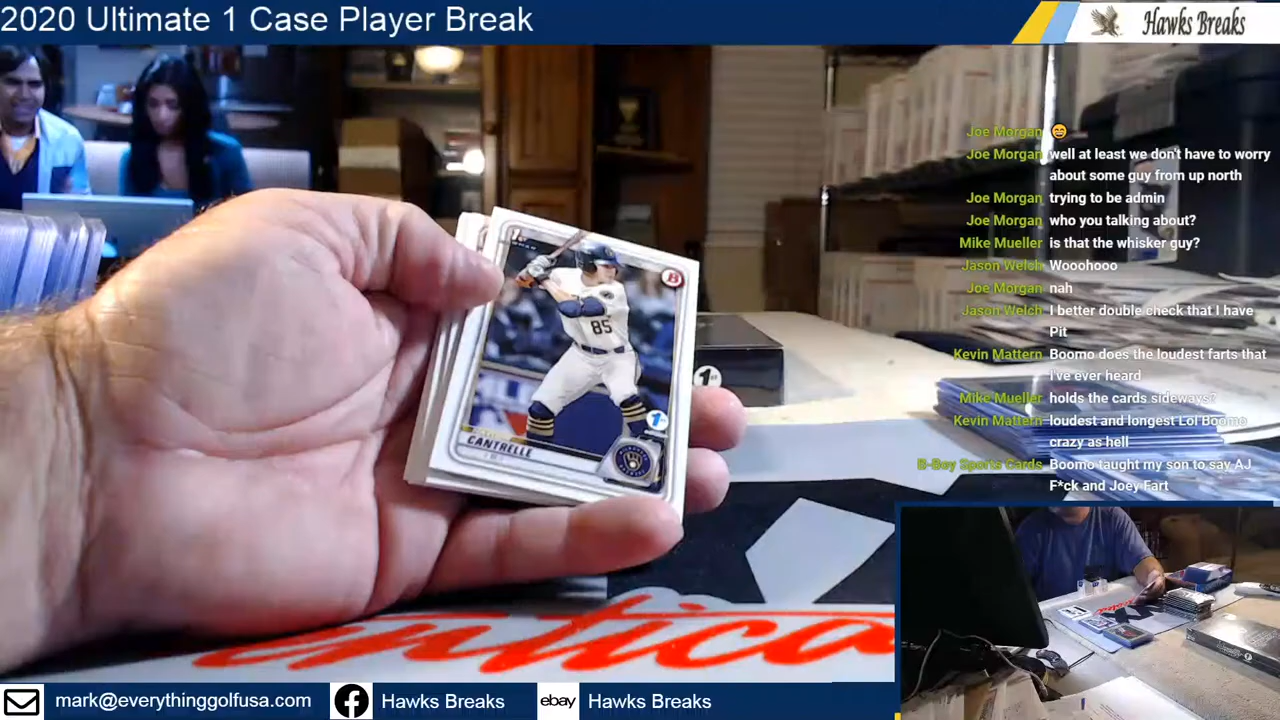 2020 Ultimate 1 Case Player Break
Hawks Breaks
Joe Morgan 😄
Joe Morgan well at least we don't have to worry
about some guy from up north
Joe Morgan trying to be admin
Joe Morgan who you talking about?
Mike Mueller is that the whisker guy?
Jason Welch Wooohooo
Joe Morgan nah
Jason Welch I better double check that I have
Pit
Kevin Mattern Boomo does the loudest farts that
I've ever heard
Mike Mueller holds the cards sideways?
Kevin Mattern loudest and longest Lol Boomo
crazy as hell
B-Boy Sports Cards Boomo taught my son to say AJ
F*ck and Joey Fart
1st
B
85
1st
CANTRELLE
1st
mark@everythinggolfusa.com
Hawks Breaks
ebay
Hawks Breaks